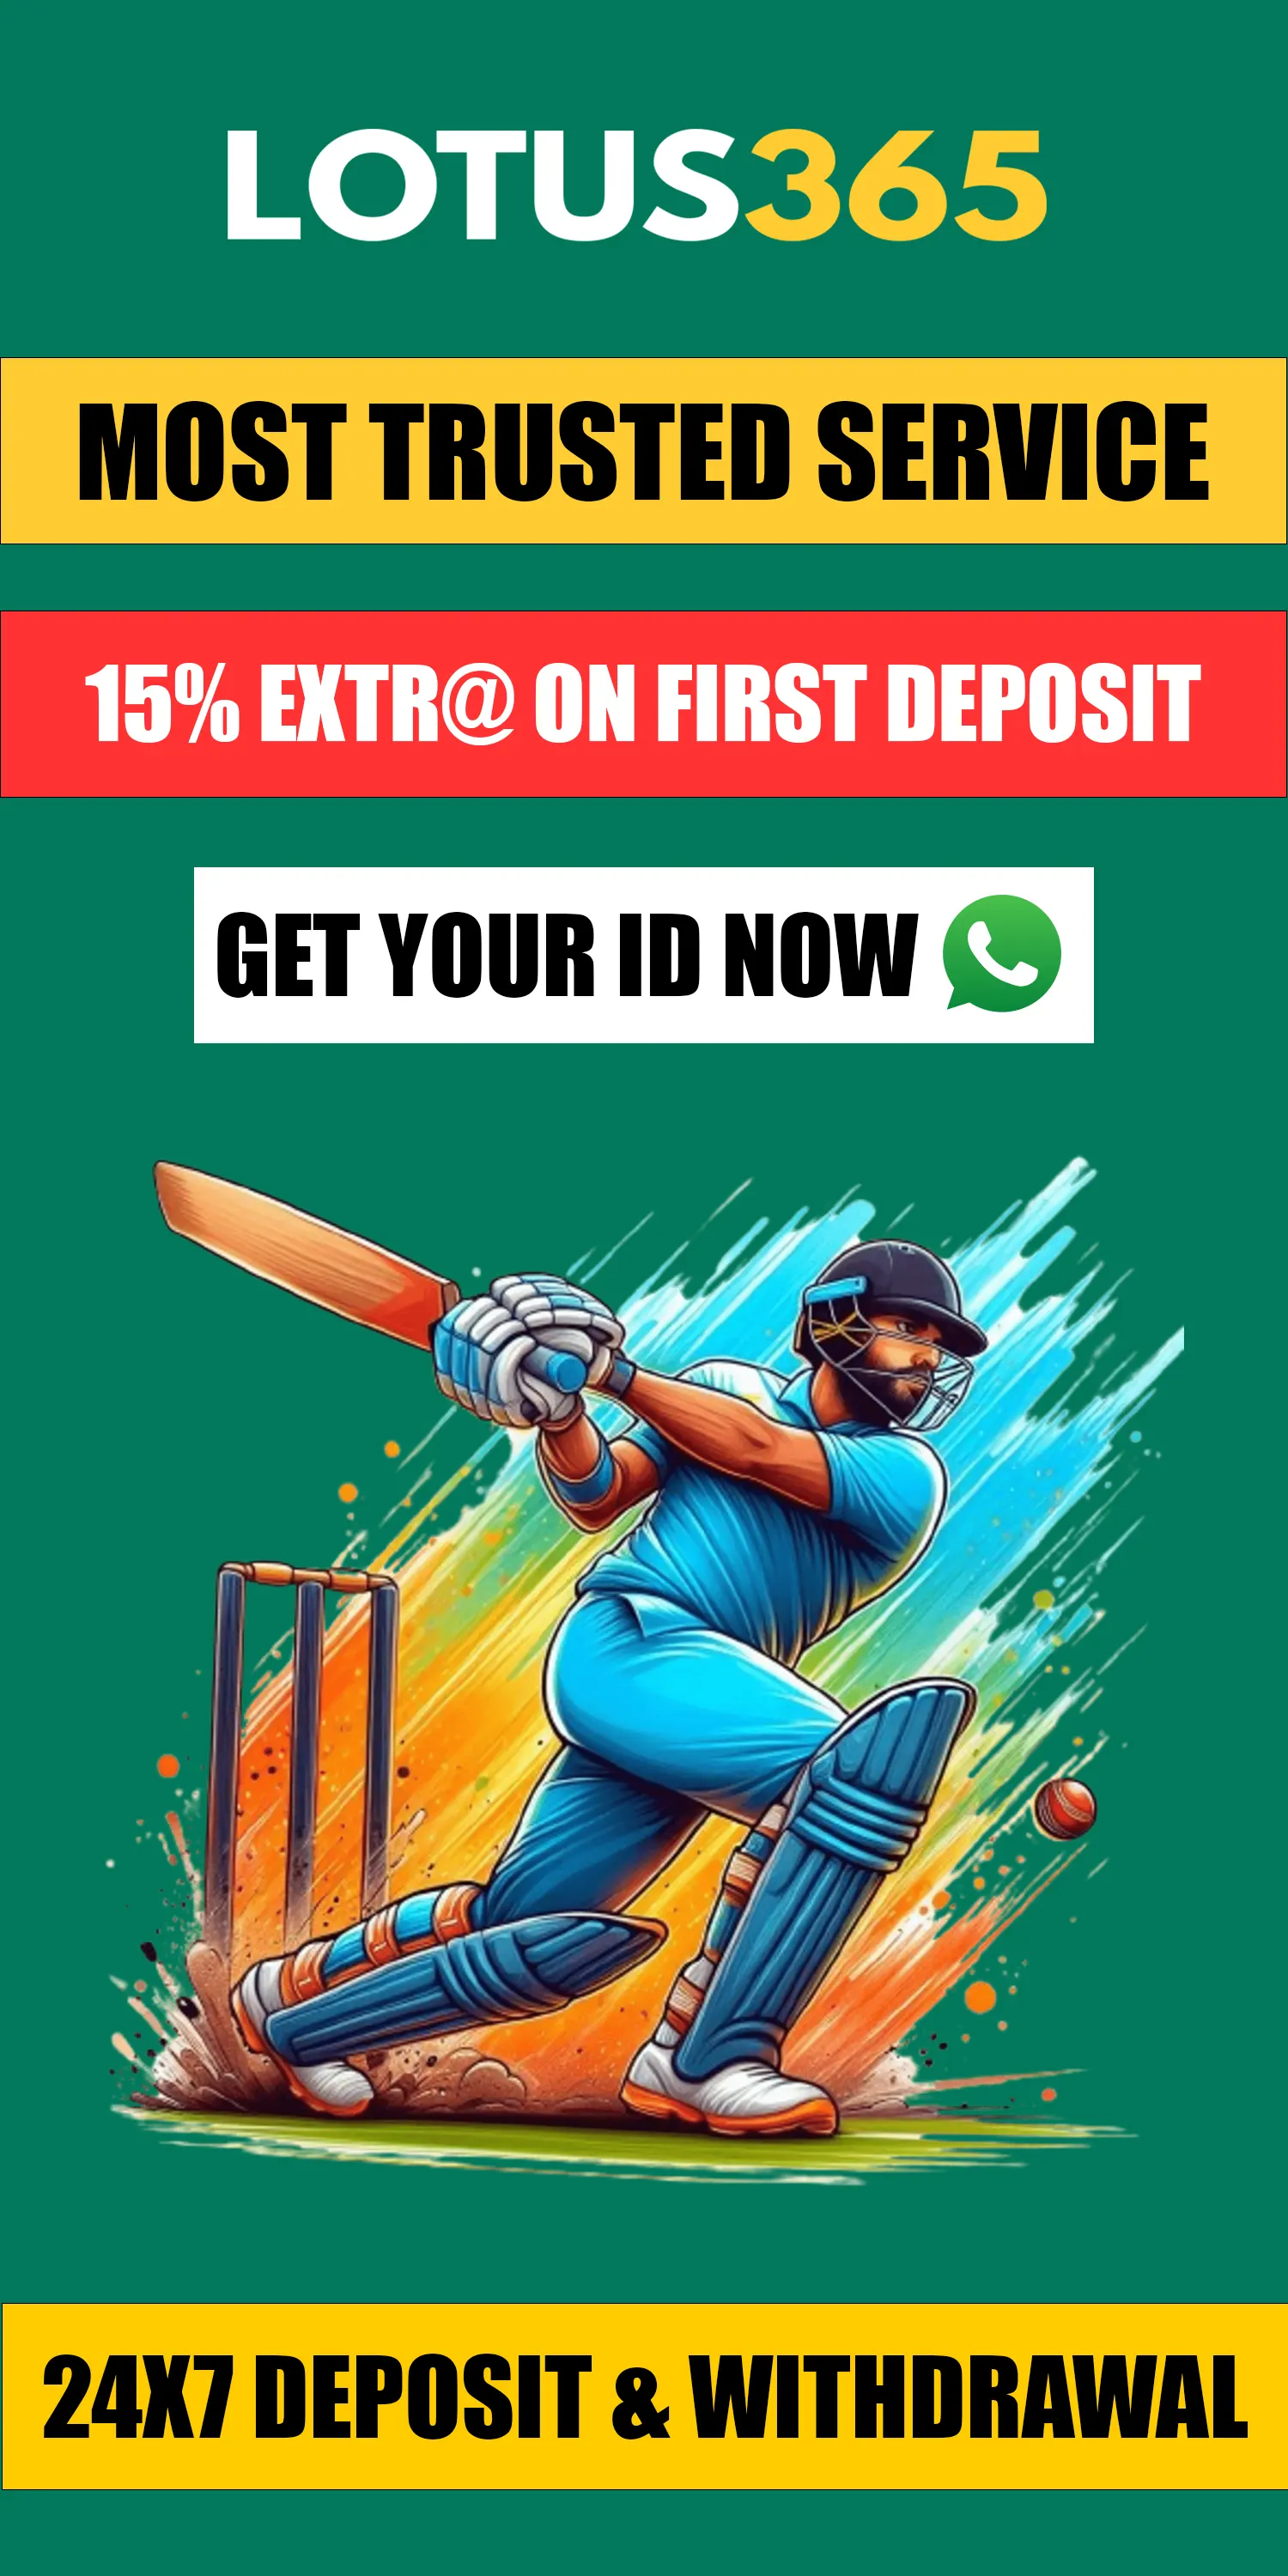 LOTUS365
MOST TRUSTED SERVICE
15% EXTR@ ON FIRST DEPOSIT
GET YOUR ID NOW
24X7 DEPOSIT & WITHDRAWAL